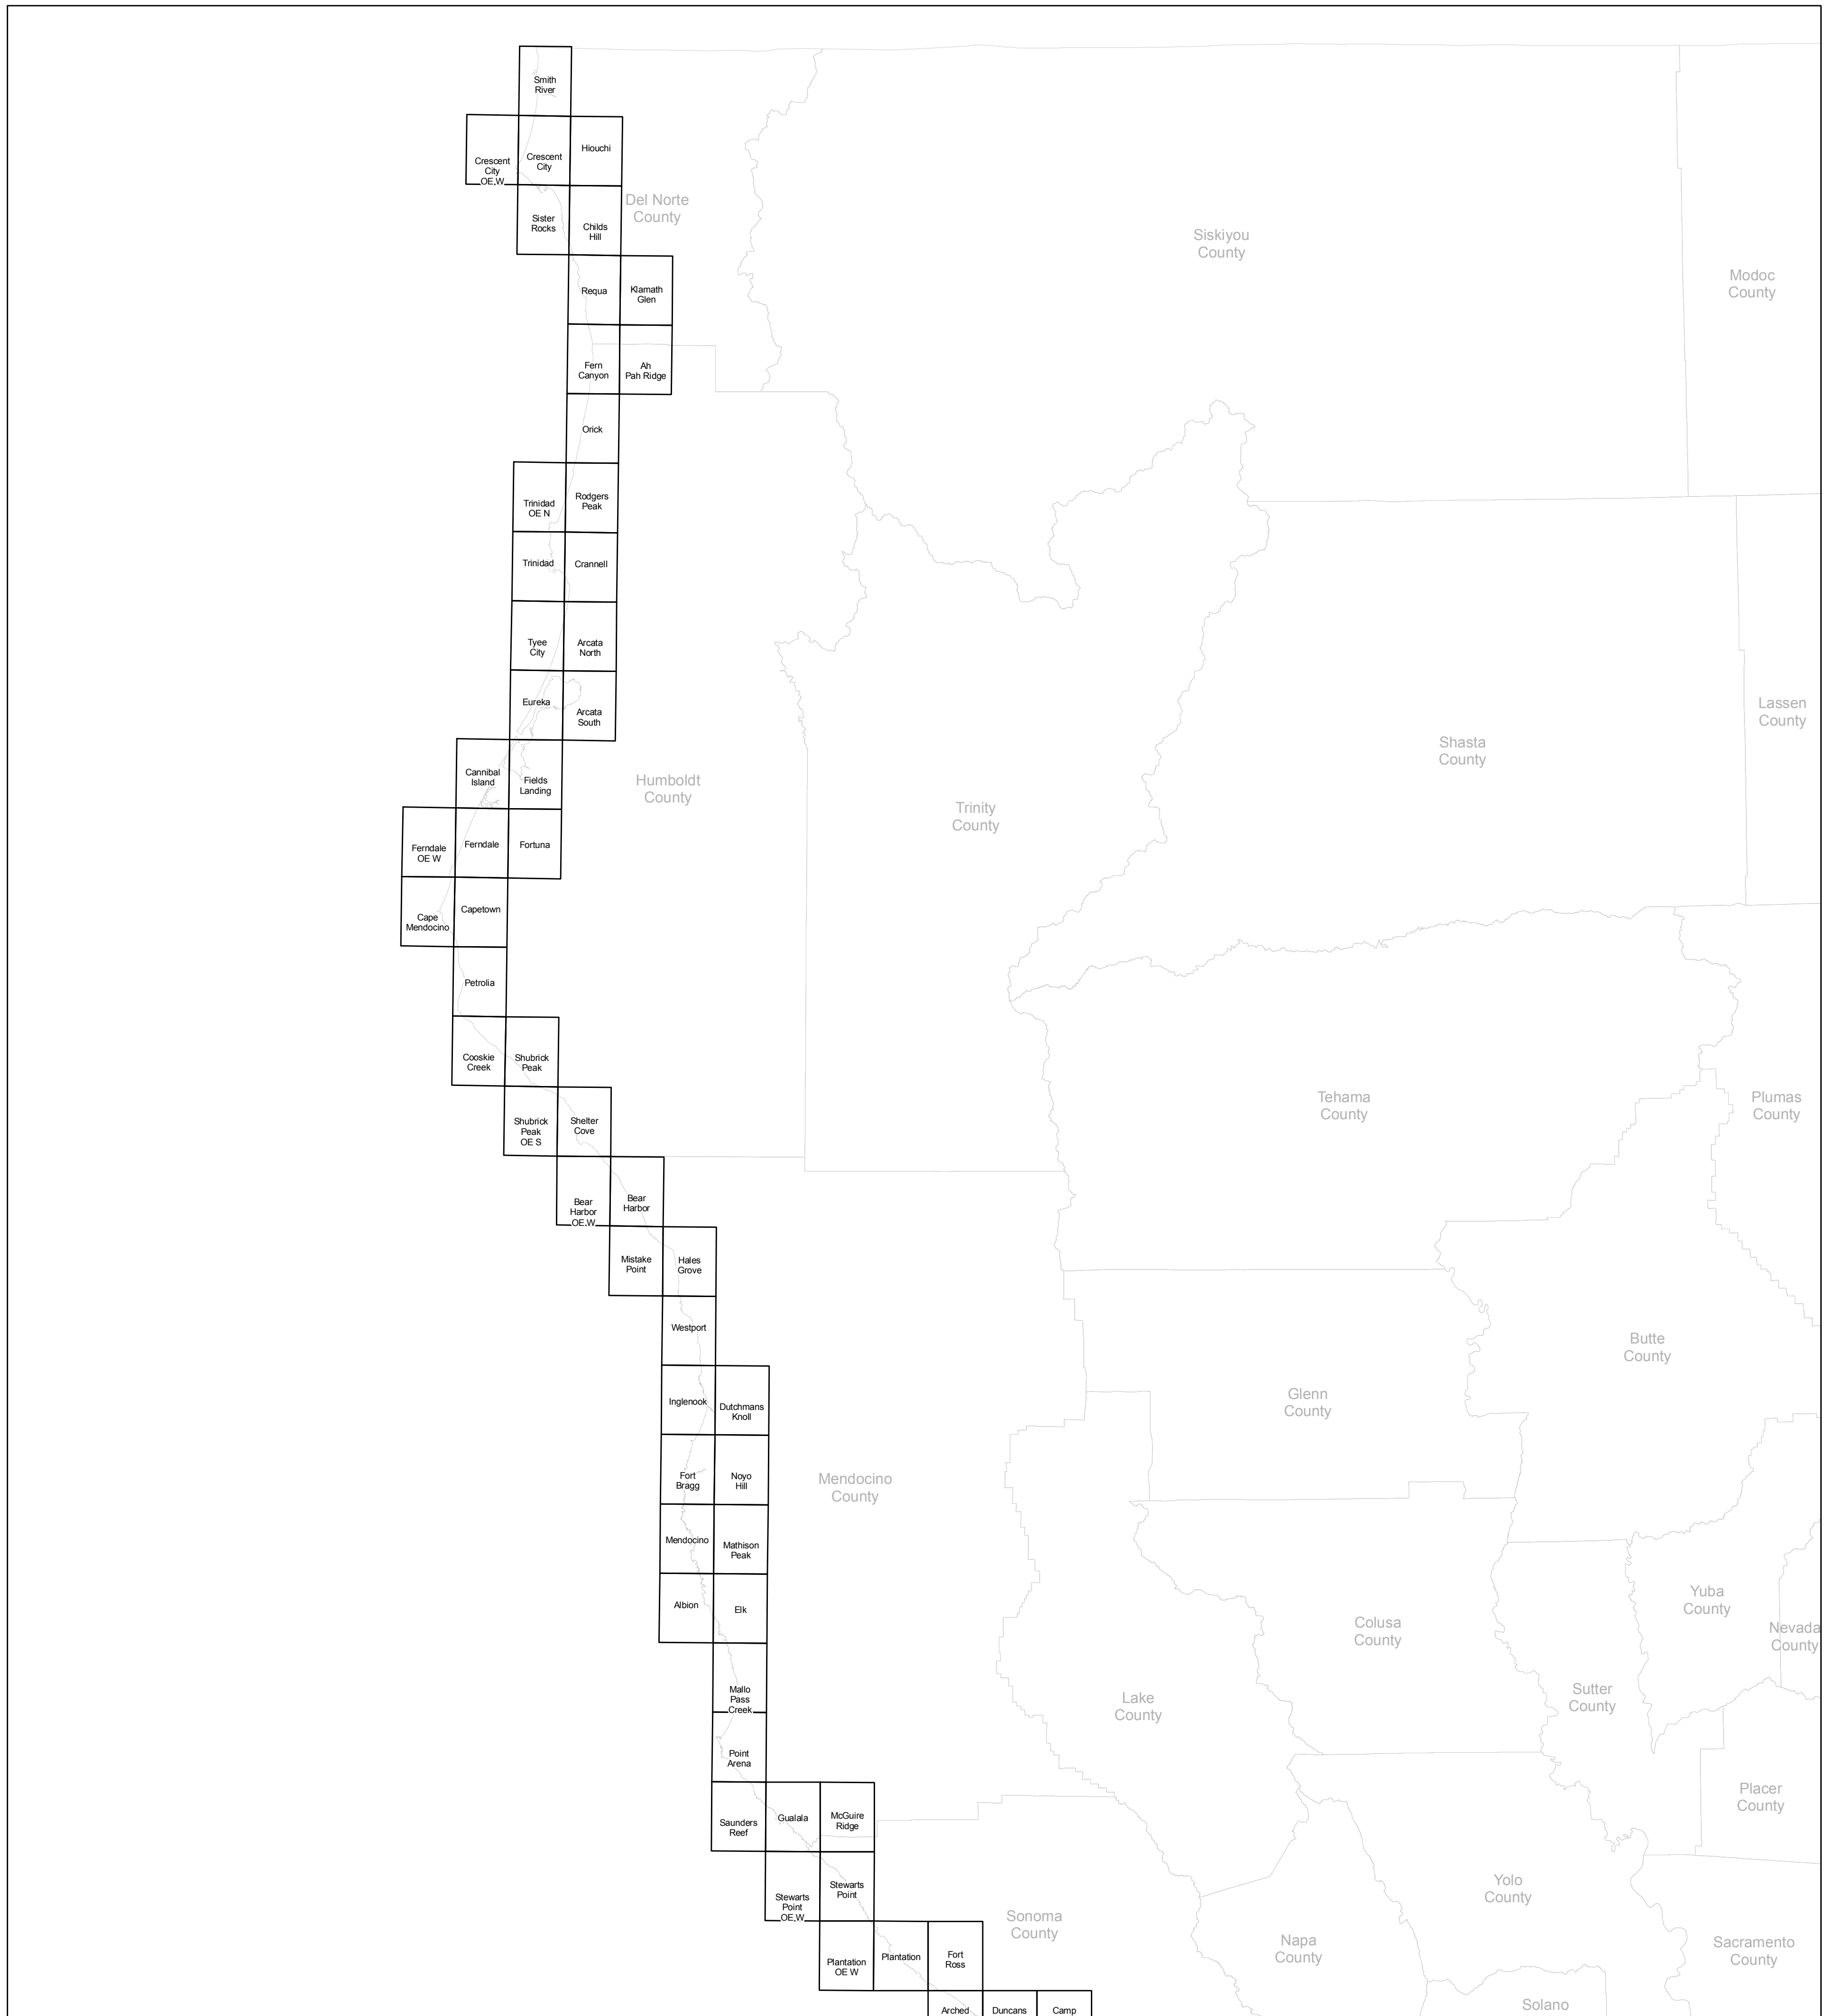 Smith
River
Crescent
City
OE W
Crescent
City
Hiouchi
Del Norte
County
Sister
Rocks
Childs
Hill
Siskiyou
County
Modoc
County
Requa
Klamath
Glen
Fern
Canyon
Ah
Pah Ridge
Orick
Trinidad
OE N
Rodgers
Peak
Trinidad
Crannell
Tyee
City
Arcata
North
Eureka
Arcata
South
Lassen
County
Shasta
County
Cannibal
Island
Fields
Landing
Humboldt
County
Trinity
County
Ferndale
OE W
Ferndale
Fortuna
Cape
Mendocino
Capetown
Petrolia
Cooskie
Creek
Shubrick
Peak
Shubrick
Peak
OE S
Shelter
Cove
Tehama
County
Plumas
County
Bear
Harbor
OE W
Bear
Harbor
Mistake
Point
Hales
Grove
Westport
Butte
County
Inglenook
Dutchmans
Knoll
Glenn
County
Fort
Bragg
Noyo
Hill
Mendocino
County
Mendocino
Mathison
Peak
Albion
Elk
Yuba
County
Colusa
County
Nevada
County
Mallo
Pass
Creek
Lake
County
Sutter
County
Point
Arena
Placer
County
Saunders
Reef
Gualala
McGuire
Ridge
Stewarts
Point
OE W
Stewarts
Point
Yolo
County
Sonoma
County
Napa
County
Sacramento
County
Plantation
OE W
Plantation
Fort
Ross
Arched
Duncans
Camp
Solano